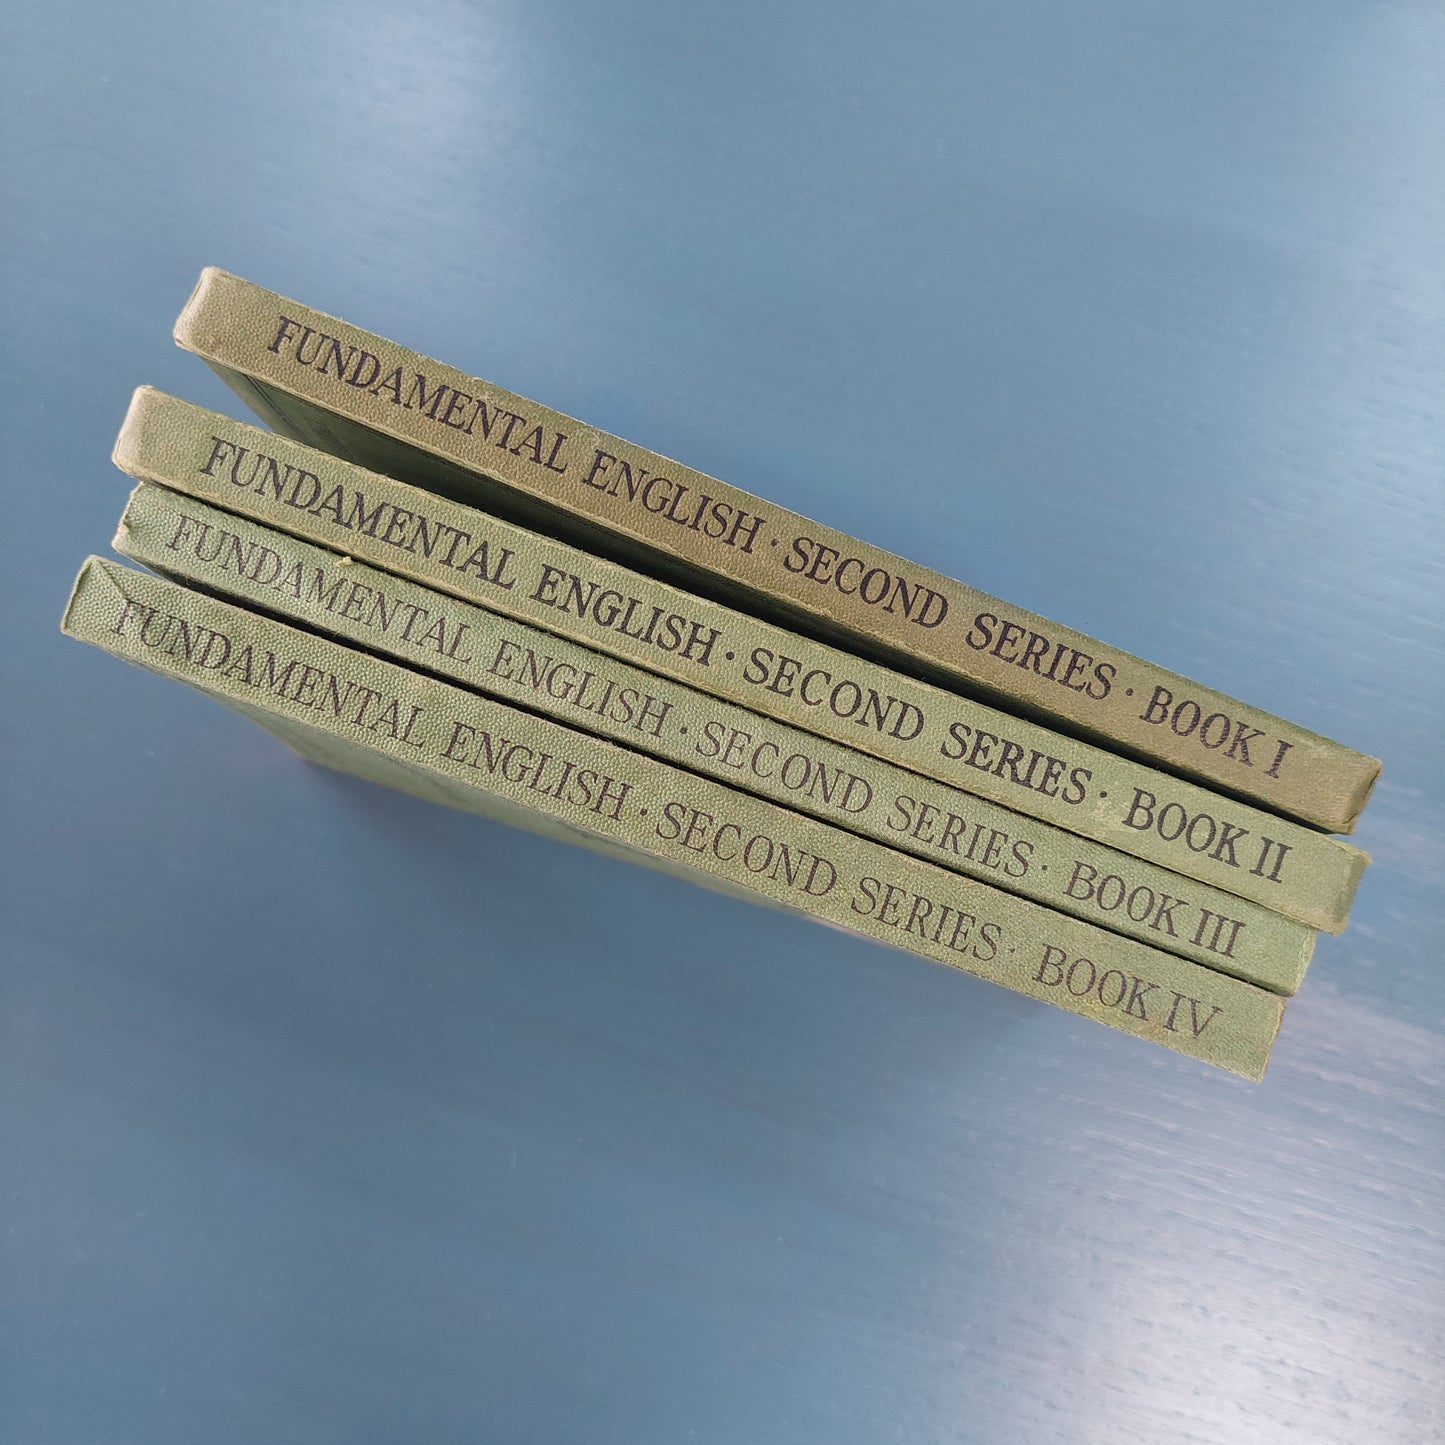 FUNDAMENTAL ENGLISH · SECOND SERIES · BOOK I
FUNDAMENTAL ENGLISH · SECOND SERIES · BOOK II
FUNDAMENTAL ENGLISH · SECOND SERIES · BOOK III
FUNDAMENTAL ENGLISH · SECOND SERIES · BOOK IV